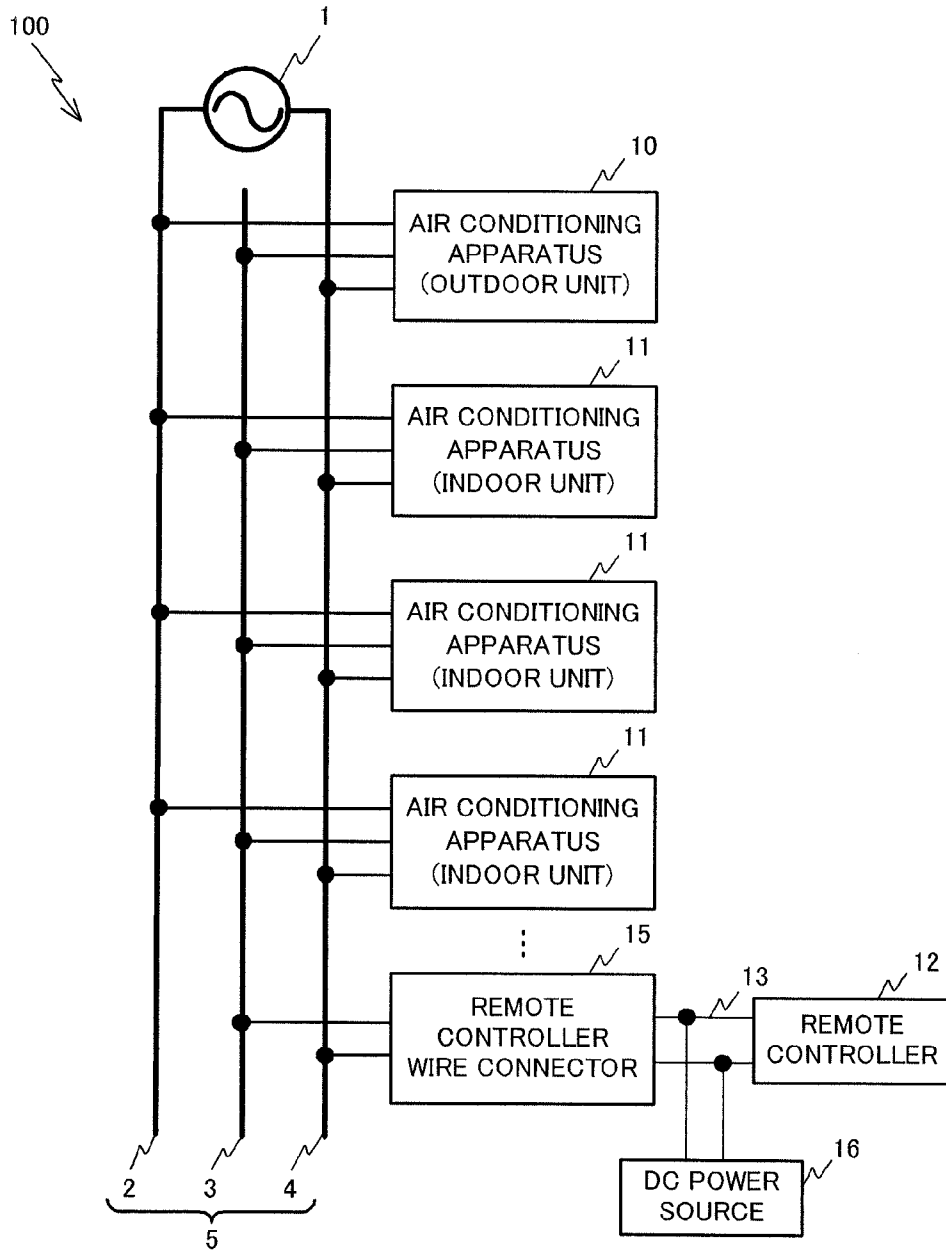 100
1
10
AIR CONDITIONING
APPARATUS
(OUTDOOR UNIT)
11
AIR CONDITIONING
APPARATUS
(INDOOR UNIT)
11
AIR CONDITIONING
APPARATUS
(INDOOR UNIT)
11
AIR CONDITIONING
APPARATUS
(INDOOR UNIT)
15
REMOTE
CONTROLLER
WIRE CONNECTOR
13
12
REMOTE
CONTROLLER
16
DC POWER
SOURCE
2 3 4
5